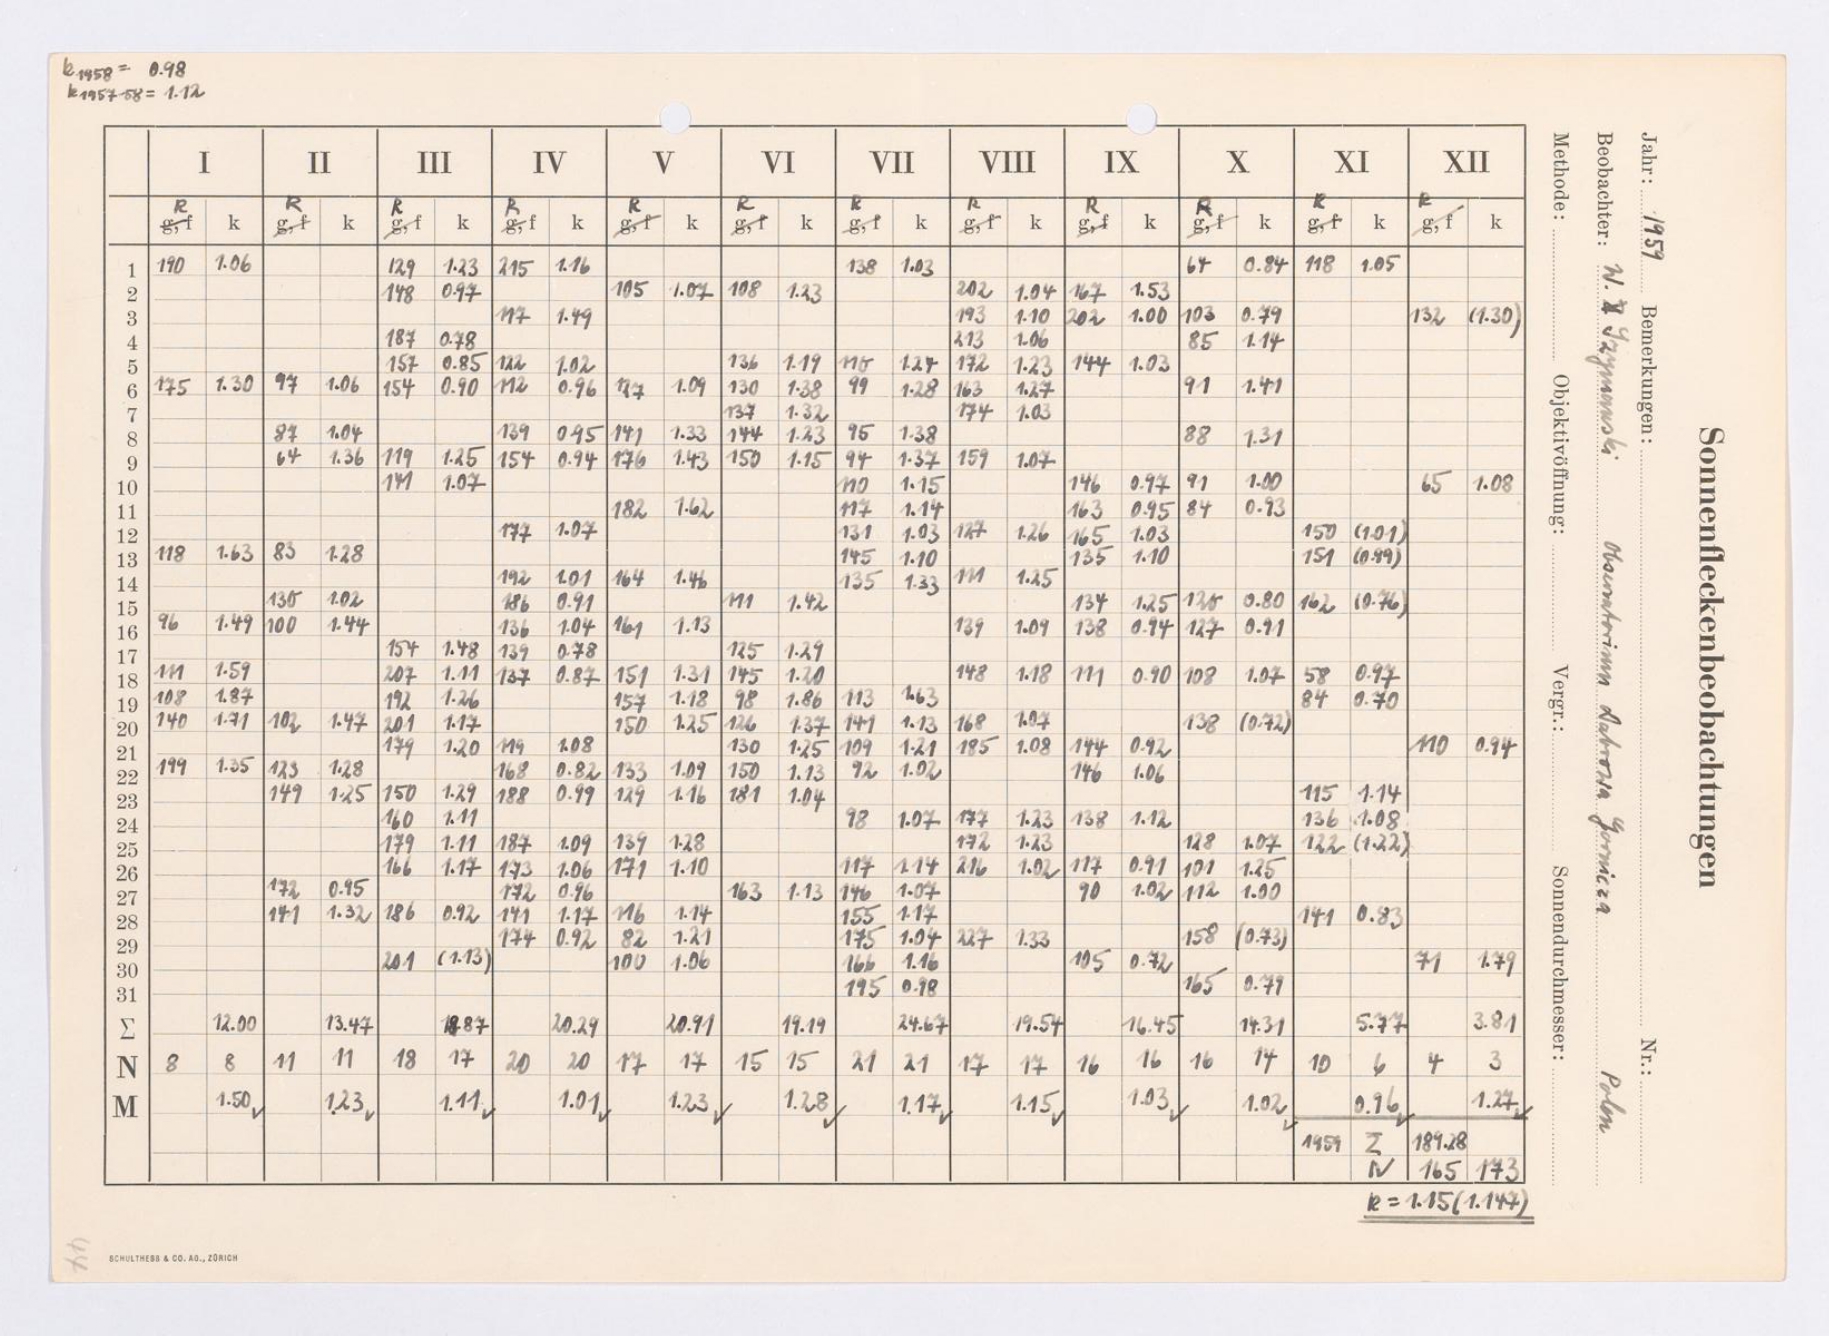 k 1958 = 0.98
k 1957-58 = 1.12
Sonnenfleckenbeobachtungen
Jahr: 1959 Bemerkungen: Nr.:
Beobachter: W. Szymanski Observatorium Dabrowa Gornicza Polen
Methode: Objektivöffnung: Vergr.: Sonnendurchmesser:
I II III IV V VI VII VIII IX X XI XII
R R R R R R R R R R R R
g, f k g, f k g, f k g, f k g, f k g, f k g, f k g, f k g, f k g, f k g, f k g, f k
1 190 1.06 129 1.23 215 1.16 138 1.03 64 0.84 118 1.05
2 148 0.97 105 1.07 108 1.23 202 1.04 167 1.53
3 117 1.49 193 1.10 202 1.00 103 0.79 132 (1.30)
4 187 0.78 213 1.06 85 1.14
5 157 0.85 122 1.02 136 1.19 110 1.24 172 1.23 144 1.03
6 175 1.30 97 1.06 154 0.90 112 0.96 127 1.09 130 1.38 99 1.28 163 1.27 91 1.41
7 137 1.32 174 1.03
8 87 1.04 139 0.95 141 1.33 144 1.23 95 1.38 88 1.31
9 64 1.36 119 1.25 154 0.94 176 1.43 150 1.15 94 1.37 159 1.07
10 141 1.07 110 1.15 146 0.97 91 1.00 65 1.08
11 182 1.62 117 1.14 163 0.95 84 0.93
12 177 1.07 131 1.03 127 1.26 165 1.03 150 (1.01)
13 118 1.63 83 1.28 145 1.10 135 1.10 151 (0.99)
14 192 1.01 164 1.46 135 1.33 111 1.25
15 130 1.02 186 0.91 111 1.42 134 1.25 120 0.80 162 (0.76)
16 96 1.49 100 1.44 136 1.04 161 1.13 139 1.09 138 0.94 127 0.91
17 154 1.48 139 0.78 125 1.29
18 111 1.59 207 1.11 137 0.87 151 1.31 145 1.20 148 1.18 111 0.90 108 1.07 58 0.97
19 108 1.87 192 1.26 157 1.18 98 1.86 113 1.63 84 0.70
20 140 1.71 102 1.47 201 1.17 150 1.25 126 1.37 141 1.13 168 1.07 138 (0.72)
21 179 1.20 119 1.08 130 1.25 109 1.21 185 1.08 144 0.92 110 0.94
22 199 1.35 123 1.28 168 0.82 133 1.09 150 1.13 92 1.02 146 1.06
23 149 1.25 150 1.29 188 0.99 129 1.16 181 1.04 115 1.14
24 160 1.11 98 1.07 177 1.23 138 1.12 136 1.08
25 179 1.11 187 1.09 139 1.28 172 1.23 128 1.07 122 (1.22)
26 166 1.17 173 1.06 171 1.10 117 1.14 216 1.02 117 0.91 101 1.25
27 172 0.95 172 0.96 163 1.13 146 1.07 90 1.02 112 1.00
28 141 1.32 186 0.92 141 1.17 116 1.14 155 1.17 141 0.83
29 174 0.92 82 1.21 175 1.04 227 1.33 158 (0.73)
30 201 (1.13) 100 1.06 166 1.16 105 0.72 71 1.79
31 195 0.98 165 0.79
Σ 12.00 13.47 18.87 20.29 20.91 19.19 24.67 19.54 16.45 14.31 5.77 3.81
N 8 8 11 11 18 17 20 20 17 17 15 15 21 21 17 17 16 16 16 14 10 6 4 3
M 1.50 1.23 1.11 1.01 1.23 1.28 1.17 1.15 1.03 1.02 0.96 1.27
1959 Σ 189.28
N 165 173
k = 1.15 (1.147)
SCHULTHESS & CO. AG., ZÜRICH
44